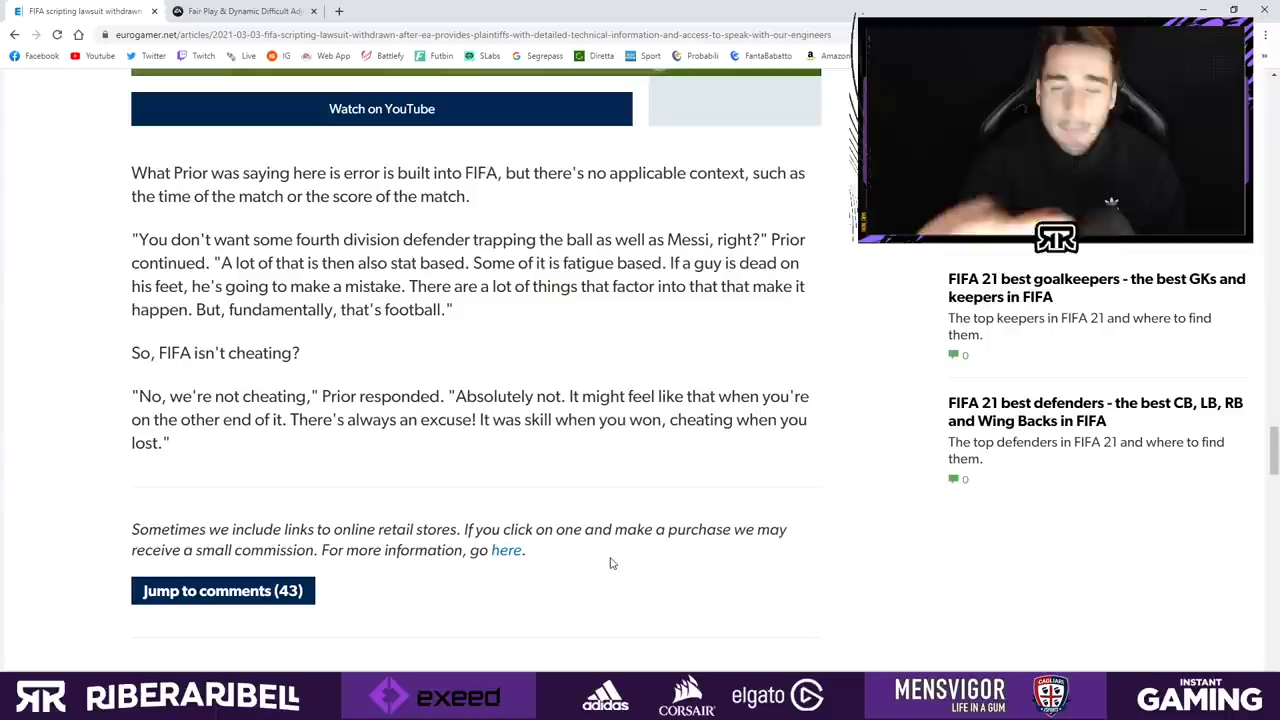 FIFA scripting lawsuit withdrawn
Fair Play & Dynamic Difficult Adj
eurogamer.net/articles/2021-03-03-fifa-scripting-lawsuit-withdrawn-after-ea-provides-plaintiffs-with-detailed-technical-information-and-access-to-speak-with-our-engineers
Facebook Youtube Twitter Twitch Live IG Web App Battlefy Futbin SLabs Segrepass Diretta Sport Probabili FantaBabatto Amazon
Watch on YouTube
What Prior was saying here is error is built into FIFA, but there's no applicable context, such as
the time of the match or the score of the match.
"You don't want some fourth division defender trapping the ball as well as Messi, right?" Prior
continued. "A lot of that is then also stat based. Some of it is fatigue based. If a guy is dead on
his feet, he's going to make a mistake. There are a lot of things that factor into that that make it
happen. But, fundamentally, that's football."
So, FIFA isn't cheating?
"No, we're not cheating," Prior responded. "Absolutely not. It might feel like that when you're
on the other end of it. There's always an excuse! It was skill when you won, cheating when you
lost."
Sometimes we include links to online retail stores. If you click on one and make a purchase we may
receive a small commission. For more information, go here.
Jump to comments (43)
FIFA 21 best goalkeepers - the best GKs and
keepers in FIFA
The top keepers in FIFA 21 and where to find
them.
0
FIFA 21 best defenders - the best CB, LB, RB
and Wing Backs in FIFA
The top defenders in FIFA 21 and where to find
them.
0
RIBERARIBELL
exeed
adidas
CORSAIR
elgato
MENSVIGOR
LIFE IN A GUM
CAGLIARI
INSTANT
GAMING